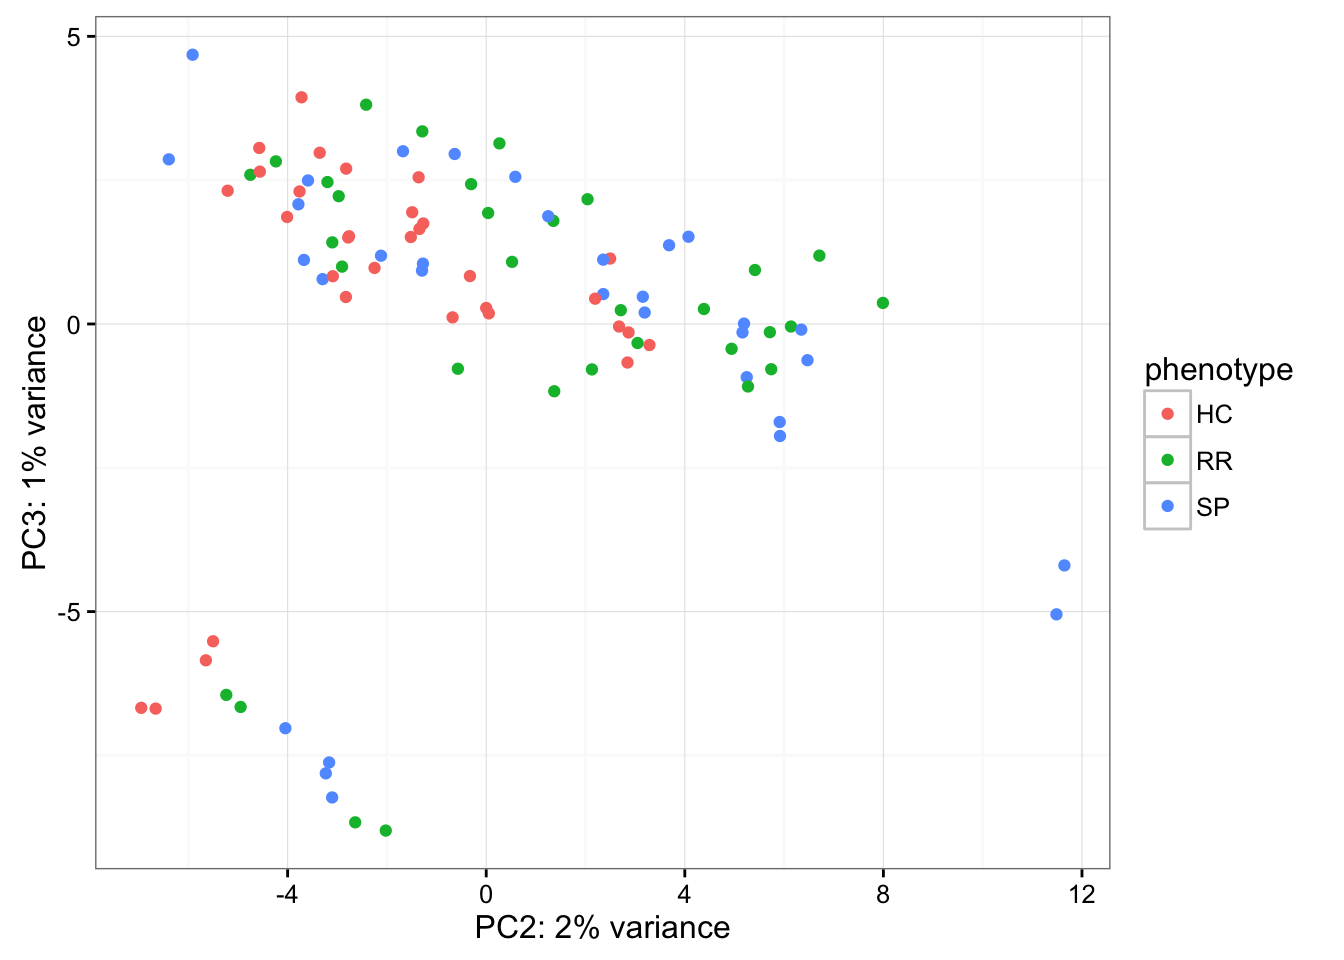 5
0
-5
PC3: 1% variance
-4
0
4
8
12
PC2: 2% variance
phenotype
HC
RR
SP